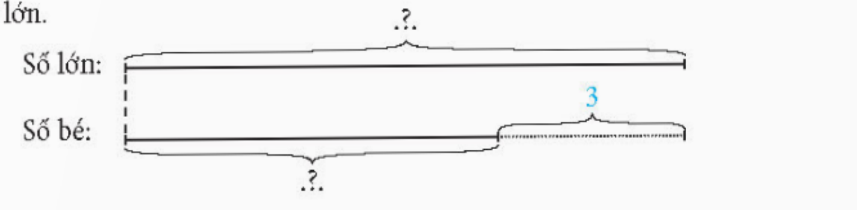 lớn.
.?.
Số lớn:
3
Số bé:
.?.